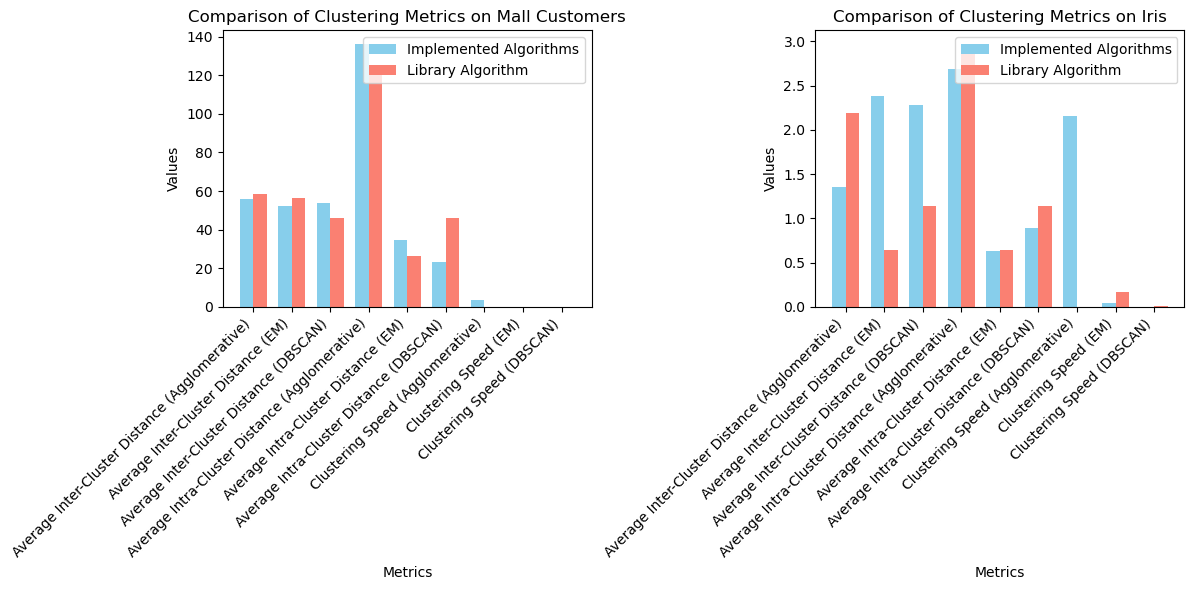 Comparison of Clustering Metrics on Mall Customers
Implemented Algorithms
Library Algorithm
140
120
100
80
60
40
20
0
Values
Average Inter-Cluster Distance (Agglomerative)
Average Inter-Cluster Distance (EM)
Average Inter-Cluster Distance (DBSCAN)
Average Intra-Cluster Distance (Agglomerative)
Average Intra-Cluster Distance (EM)
Average Intra-Cluster Distance (DBSCAN)
Clustering Speed (Agglomerative)
Clustering Speed (EM)
Clustering Speed (DBSCAN)
Metrics
Comparison of Clustering Metrics on Iris
Implemented Algorithms
Library Algorithm
3.0
2.5
2.0
1.5
1.0
0.5
0.0
Values
Average Inter-Cluster Distance (Agglomerative)
Average Inter-Cluster Distance (EM)
Average Inter-Cluster Distance (DBSCAN)
Average Intra-Cluster Distance (Agglomerative)
Average Intra-Cluster Distance (EM)
Average Intra-Cluster Distance (DBSCAN)
Clustering Speed (Agglomerative)
Clustering Speed (EM)
Clustering Speed (DBSCAN)
Metrics